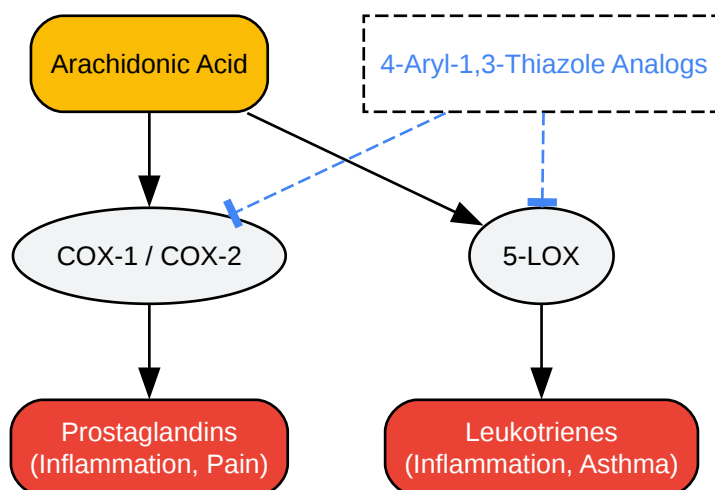 Arachidonic Acid
4-Aryl-1,3-Thiazole Analogs
COX-1 / COX-2
5-LOX
Prostaglandins
(Inflammation, Pain)
Leukotrienes
(Inflammation, Asthma)